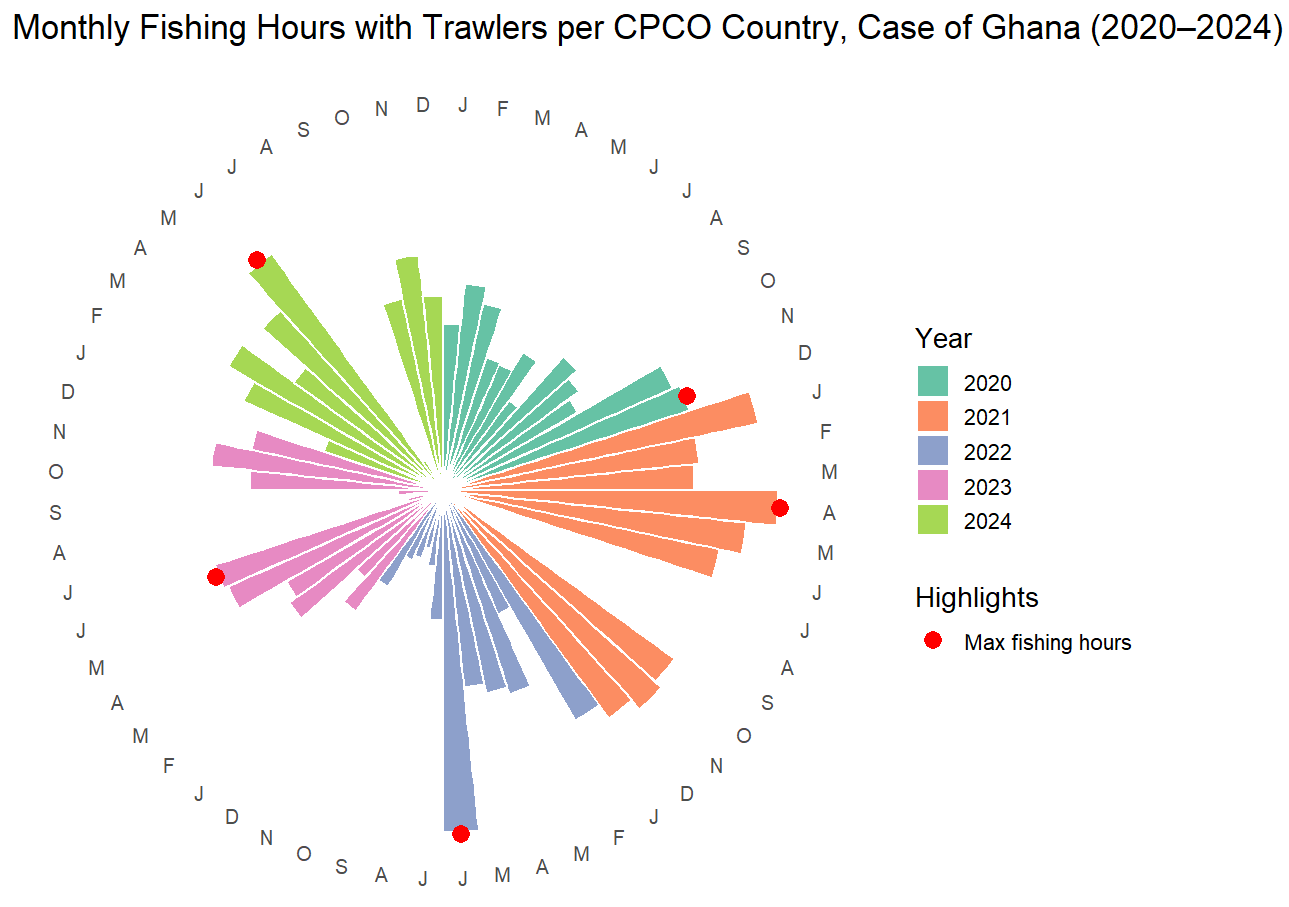 Monthly Fishing Hours with Trawlers per CPCO Country, Case of Ghana (2020–2024)
J F M A M J J A S O N D
J F M A M J J A S O N D
J F M A M J J A S O N D
J F M A M J J A S O N D
J F M A M J J A S O N D
Year
2020
2021
2022
2023
2024
Highlights
Max fishing hours